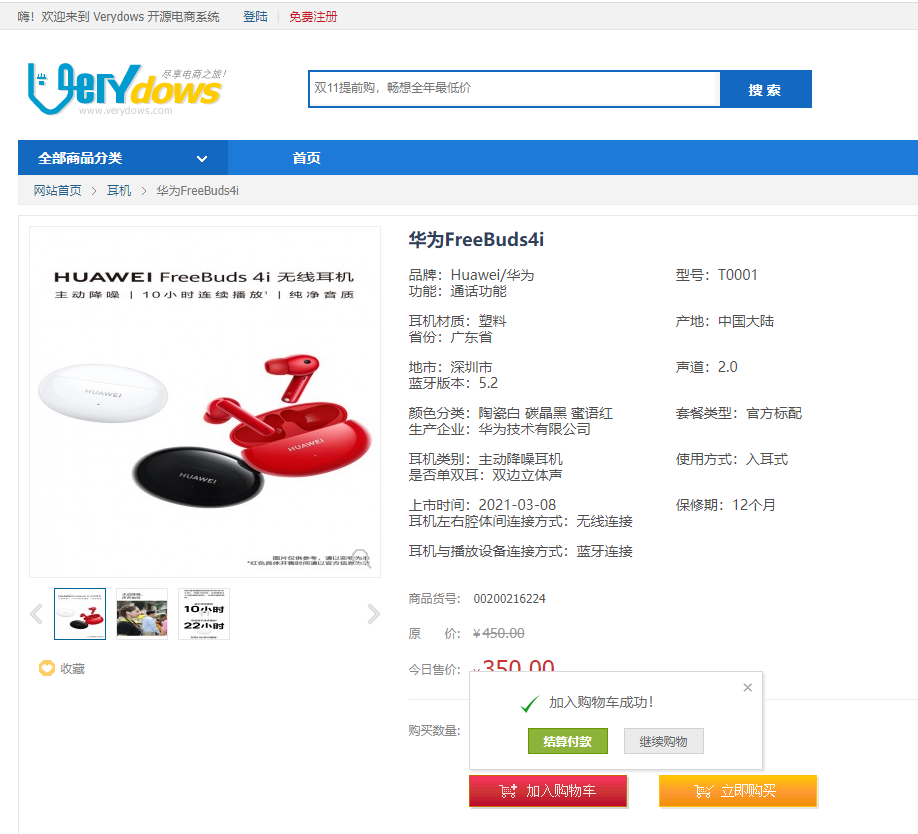 嗨！欢迎来到 Verydows 开源电商系统 登陆 免费注册
verydows 尽享电商之旅！
www.verydows.com
双11提前购，畅想全年最低价 搜 索
全部商品分类 首页
网站首页 > 耳机 > 华为FreeBuds4i
华为FreeBuds4i
HUAWEI FreeBuds 4i 无线耳机
主动降噪 | 10小时连续播放¹ | 纯净音质
HUAWEI
HUAWEI
HUAWEI
品牌：Huawei/华为 型号：T0001
功能：通话功能
耳机材质：塑料 产地：中国大陆
省份：广东省
地市：深圳市 声道：2.0
蓝牙版本：5.2
颜色分类：陶瓷白 碳晶黑 蜜语红 套餐类型：官方标配
生产企业：华为技术有限公司
耳机类别：主动降噪耳机 使用方式：入耳式
是否单双耳：双边立体声
上市时间：2021-03-08 保修期：12个月
耳机左右腔体间连接方式：无线连接
耳机与播放设备连接方式：蓝牙连接
图片仅供参考，请以实物为准
10小时
22小时
收藏
商品货号： 00200216224
原 价： ¥450.00
今日售价： ¥350.00
加入购物车成功！ ×
结算付款 继续购物
购买数量：
加入购物车 立即购买